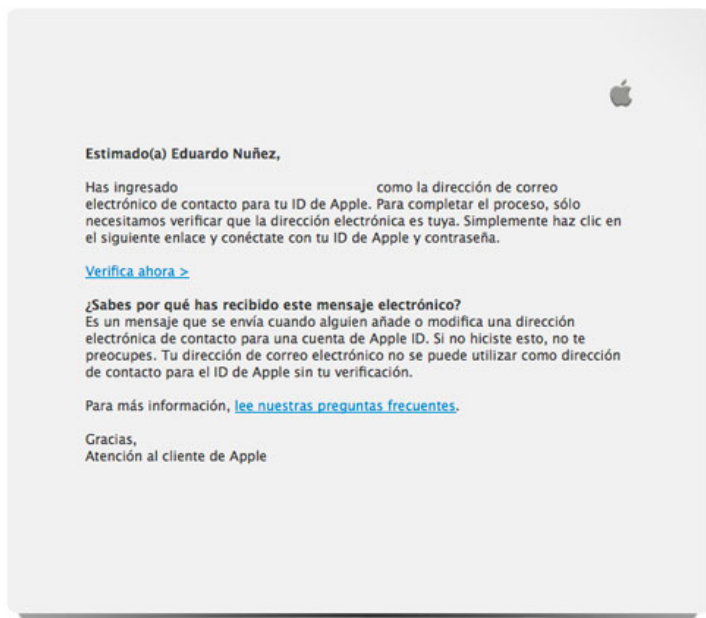 Estimado(a) Eduardo Nuñez,
Has ingresado como la dirección de correo
electrónico de contacto para tu ID de Apple. Para completar el proceso, sólo
necesitamos verificar que la dirección electrónica es tuya. Simplemente haz clic en
el siguiente enlace y conéctate con tu ID de Apple y contraseña.
Verifica ahora >
¿Sabes por qué has recibido este mensaje electrónico?
Es un mensaje que se envía cuando alguien añade o modifica una dirección
electrónica de contacto para una cuenta de Apple ID. Si no hiciste esto, no te
preocupes. Tu dirección de correo electrónico no se puede utilizar como dirección
de contacto para el ID de Apple sin tu verificación.
Para más información, lee nuestras preguntas frecuentes.
Gracias,
Atención al cliente de Apple